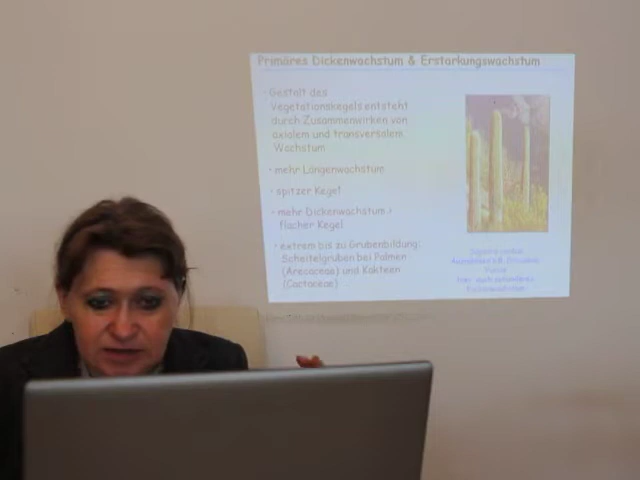 Primäres Dickenwachstum & Erstarkungswachstum
• Gestalt des
Vegetationskegels entsteht
durch Zusammenwirken von
axialem und transversalem
Wachstum
• mehr Längenwachstum
• spitzer Kegel
• mehr Dickenwachstum:
flacher Kegel
• extrem bis zu Grubenbildung:
Scheitelgruben bei Palmen
(Arecaceae) und Kakteen
(Cactaceae)